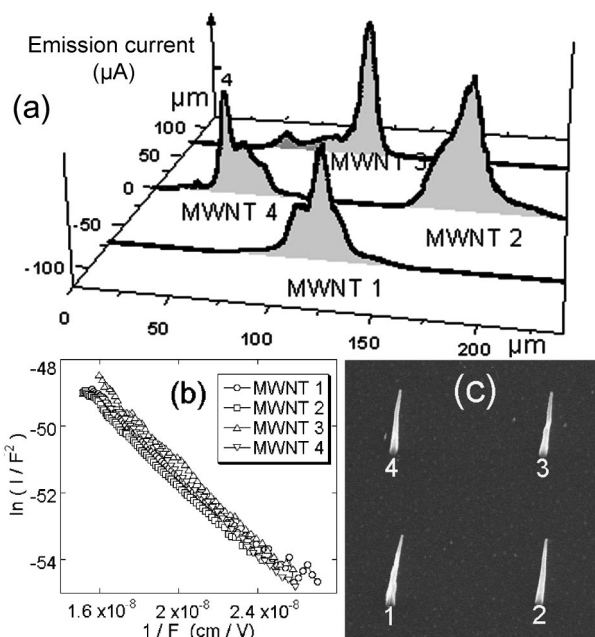 Emission current
(µA)
(a)
4
µm
100
50
0
-50
-100
MWNT 3
MWNT 4
MWNT 2
MWNT 1
0
50
100
150
200
µm
(b)
MWNT 1
MWNT 2
MWNT 3
MWNT 4
ln ( I / F²)
-48
-50
-52
-54
1.6 x10⁻⁸
2 x10⁻⁸
2.4 x10⁻⁸
1 / F (cm / V)
(c)
4
3
1
2